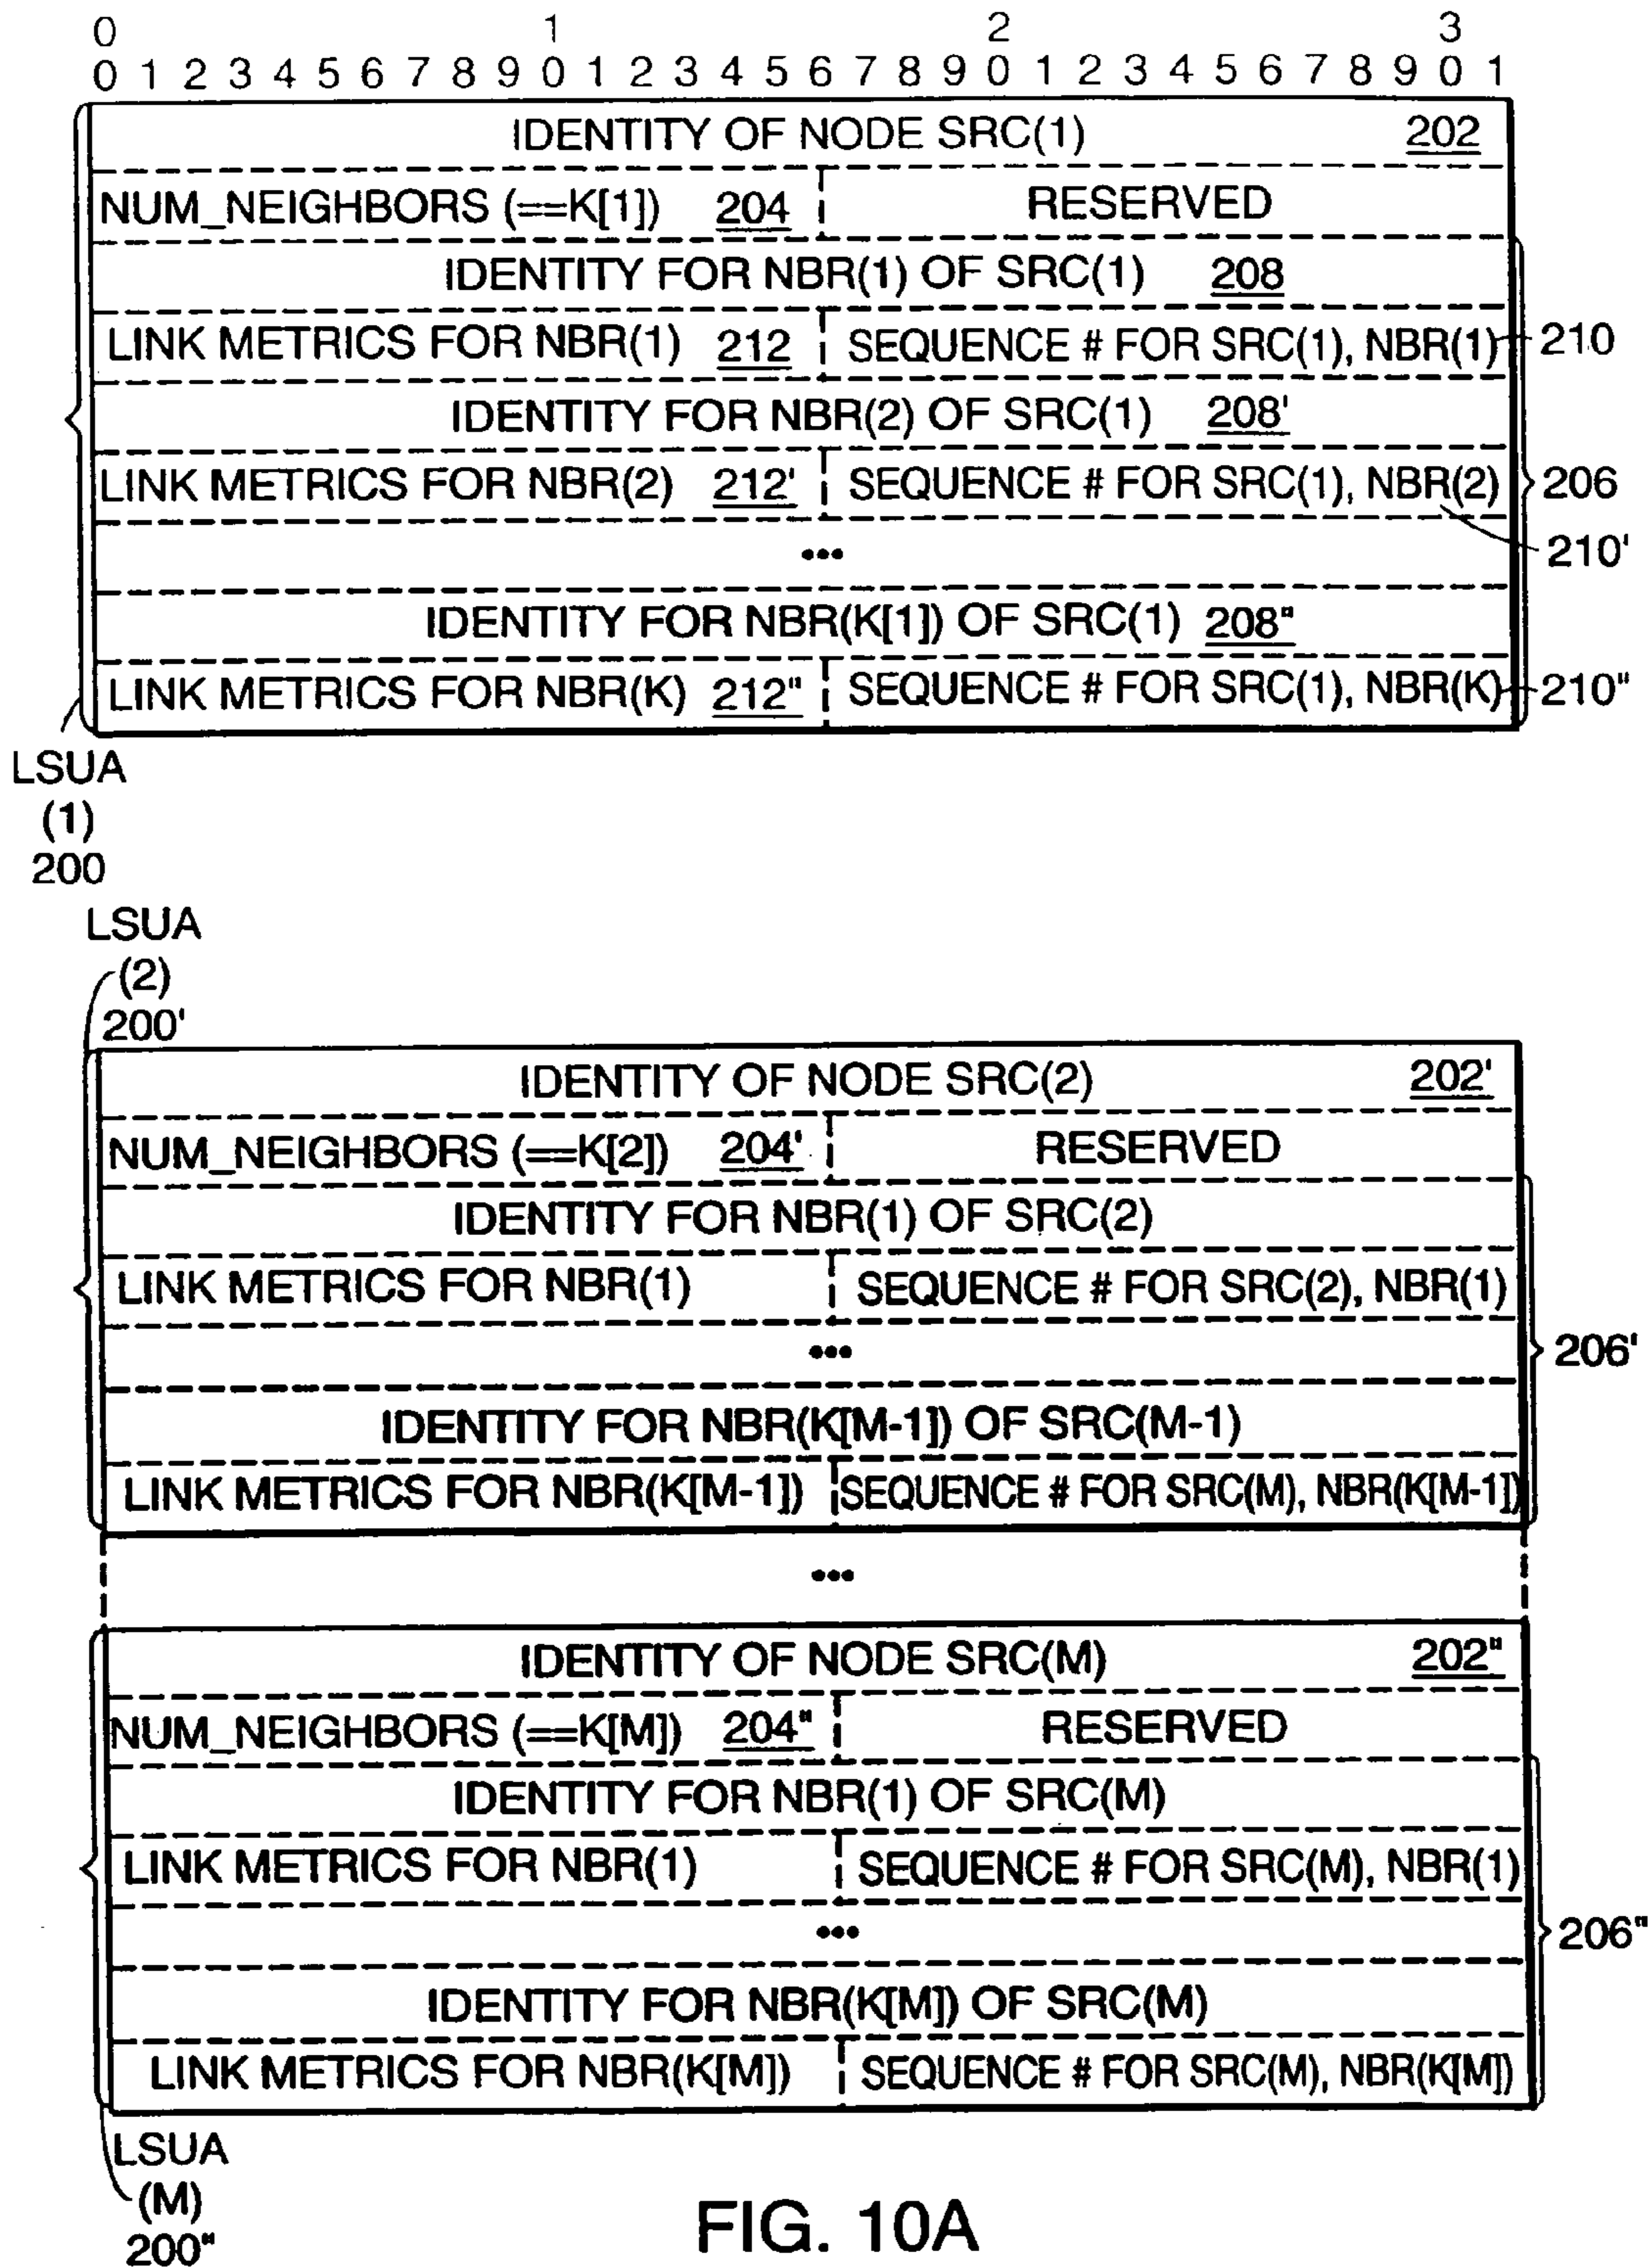 0 1 2 3
0 1 2 3 4 5 6 7 8 9 0 1 2 3 4 5 6 7 8 9 0 1 2 3 4 5 6 7 8 9 0 1
IDENTITY OF NODE SRC(1) 202
NUM_NEIGHBORS (==K[1]) 204 RESERVED
IDENTITY FOR NBR(1) OF SRC(1) 208
LINK METRICS FOR NBR(1) 212 SEQUENCE # FOR SRC(1), NBR(1) 210
IDENTITY FOR NBR(2) OF SRC(1) 208'
LINK METRICS FOR NBR(2) 212' SEQUENCE # FOR SRC(1), NBR(2) 206
••• 210'
IDENTITY FOR NBR(K[1]) OF SRC(1) 208"
LINK METRICS FOR NBR(K) 212" SEQUENCE # FOR SRC(1), NBR(K) 210"
LSUA
(1)
200
LSUA
(2)
200'
IDENTITY OF NODE SRC(2) 202'
NUM_NEIGHBORS (==K[2]) 204' RESERVED
IDENTITY FOR NBR(1) OF SRC(2)
LINK METRICS FOR NBR(1) SEQUENCE # FOR SRC(2), NBR(1)
••• 206'
IDENTITY FOR NBR(K[M-1]) OF SRC(M-1)
LINK METRICS FOR NBR(K[M-1]) SEQUENCE # FOR SRC(M), NBR(K[M-1])
•••
IDENTITY OF NODE SRC(M) 202"
NUM_NEIGHBORS (==K[M]) 204" RESERVED
IDENTITY FOR NBR(1) OF SRC(M)
LINK METRICS FOR NBR(1) SEQUENCE # FOR SRC(M), NBR(1)
••• 206"
IDENTITY FOR NBR(K[M]) OF SRC(M)
LINK METRICS FOR NBR(K[M]) SEQUENCE # FOR SRC(M), NBR(K[M])
LSUA
(M)
200"
FIG. 10A